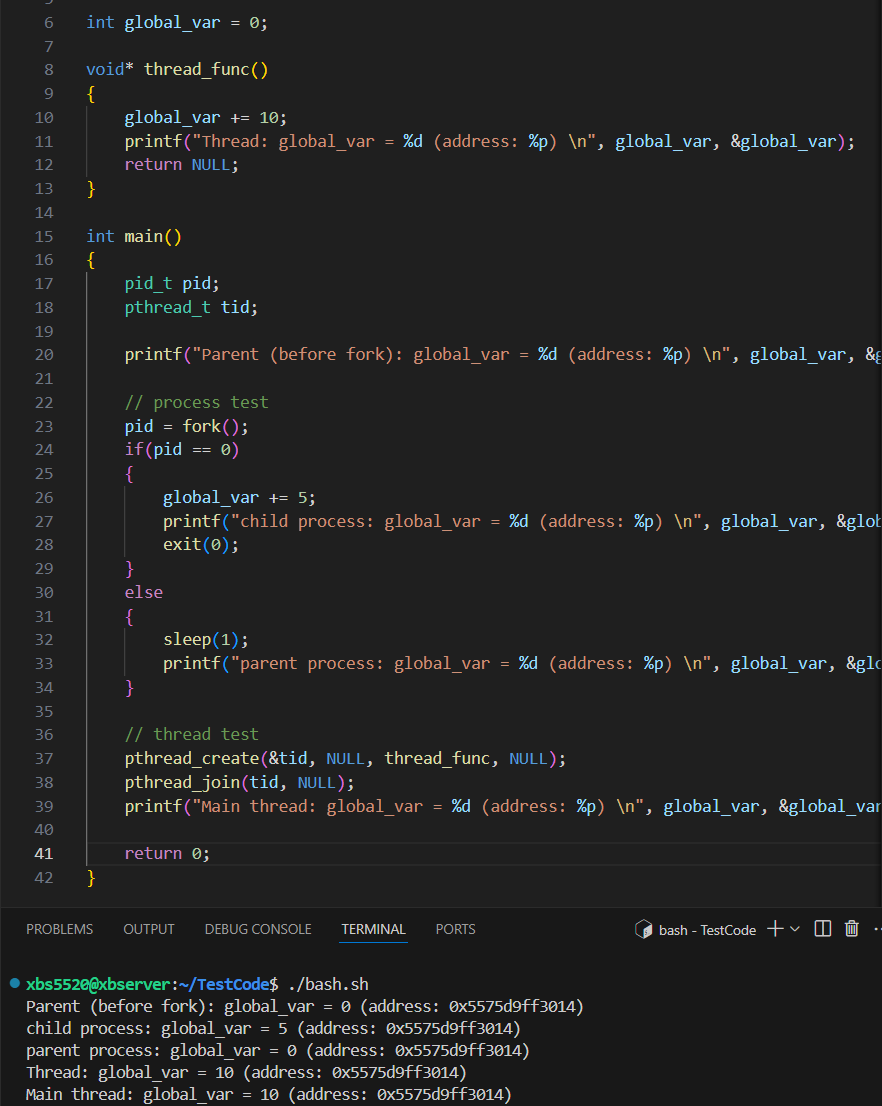 6 int global_var = 0;
7
8 void* thread_func()
9 {
10 global_var += 10;
11 printf("Thread: global_var = %d (address: %p) \n", global_var, &global_var);
12 return NULL;
13 }
14
15 int main()
16 {
17 pid_t pid;
18 pthread_t tid;
19
20 printf("Parent (before fork): global_var = %d (address: %p) \n", global_var, &g
21
22 // process test
23 pid = fork();
24 if(pid == 0)
25 {
26 global_var += 5;
27 printf("child process: global_var = %d (address: %p) \n", global_var, &glob
28 exit(0);
29 }
30 else
31 {
32 sleep(1);
33 printf("parent process: global_var = %d (address: %p) \n", global_var, &glo
34 }
35
36 // thread test
37 pthread_create(&tid, NULL, thread_func, NULL);
38 pthread_join(tid, NULL);
39 printf("Main thread: global_var = %d (address: %p) \n", global_var, &global_var
40
41 return 0;
42 }
PROBLEMS OUTPUT DEBUG CONSOLE TERMINAL PORTS bash - TestCode
xbs5520@xbserver:~/TestCode$ ./bash.sh
Parent (before fork): global_var = 0 (address: 0x5575d9ff3014)
child process: global_var = 5 (address: 0x5575d9ff3014)
parent process: global_var = 0 (address: 0x5575d9ff3014)
Thread: global_var = 10 (address: 0x5575d9ff3014)
Main thread: global_var = 10 (address: 0x5575d9ff3014)